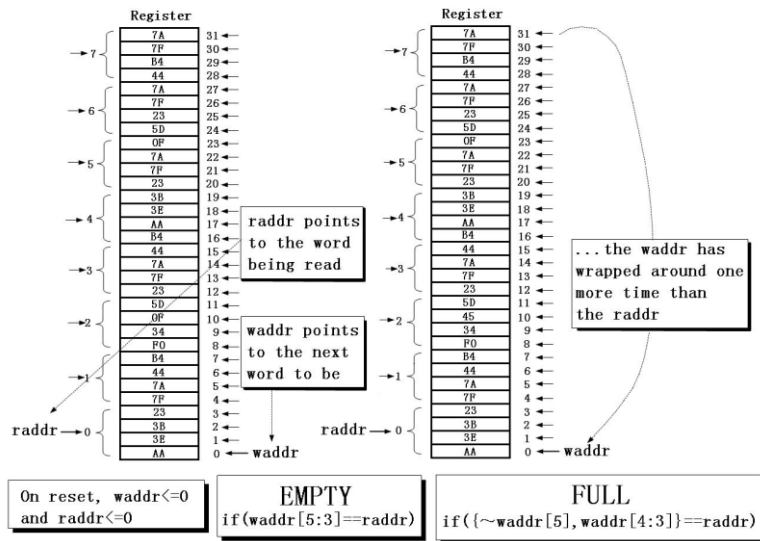 Register Register
7A 31 7A 31
7F 30 7F 30
7 B4 29 7 B4 29
44 28 44 28
7A 27 7A 27
7F 26 7F 26
6 23 25 6 23 25
5D 24 5D 24
0F 23 0F 23
7A 22 7A 22
5 7F 21 5 7F 21
23 20 23 20
3B 19 3B 19
3E 18 3E 18
4 AA 17 4 AA 17
B4 16 B4 16
44 15 44 15
7A 14 7A 14
3 7F 13 3 7F 13
23 12 23 12
5D 11 5D 11
2 0F 10 2 45 10
34 9 34 9
F0 8 F0 8
B4 7 B4 7
1 44 6 1 44 6
7A 5 7A 5
7F 4 7F 4
23 3 23 3
raddr 0 3B 2 raddr 0 3B 2
3E 1 3E 1
AA 0 waddr AA 0 waddr
raddr points
to the word
being read
waddr points
to the next
word to be
...the waddr has
wrapped around one
more time than
the raddr
On reset, waddr<=0
and raddr<=0
EMPTY
if(waddr[5:3]==raddr)
FULL
if({~waddr[5],waddr[4:3]}==raddr)